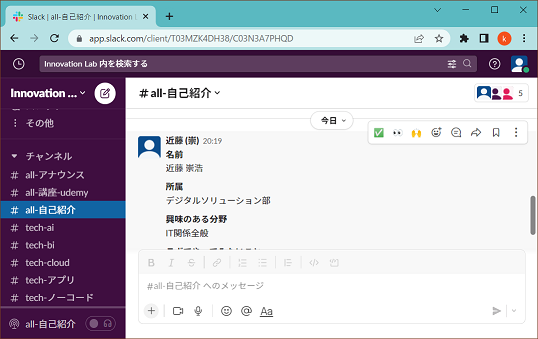 Slack | all-自己紹介 | Innovation L
app.slack.com/client/T03MZK4DH38/C03N3A7PHQD
k
Innovation Lab 内を検索する
Innovation ...
その他
チャンネル
# all-アナウンス
# all-講座-udemy
# all-自己紹介
# tech-ai
# tech-bi
# tech-cloud
# tech-アプリ
# tech-ノーコード
all-自己紹介
# all-自己紹介
5
今日
近藤 (崇) 20:19
名前
近藤 崇浩
所属
デジタルソリューション部
興味のある分野
IT関係全般
B I S
#all-自己紹介 へのメッセージ
Aa